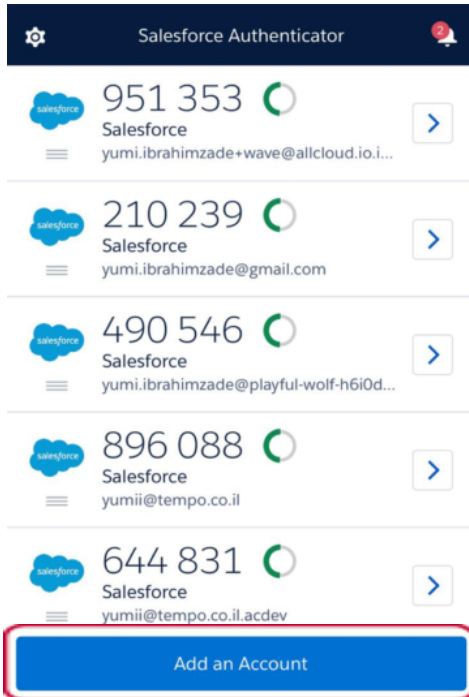 Salesforce Authenticator
2
salesforce
951 353
Salesforce
yumi.ibrahimzade+wave@allcloud.io.i...
salesforce
210 239
Salesforce
yumi.ibrahimzade@gmail.com
salesforce
490 546
Salesforce
yumi.ibrahimzade@playful-wolf-h6i0d...
salesforce
896 088
Salesforce
yumii@tempo.co.il
salesforce
644 831
Salesforce
yumii@tempo.co.il.acdev
Add an Account